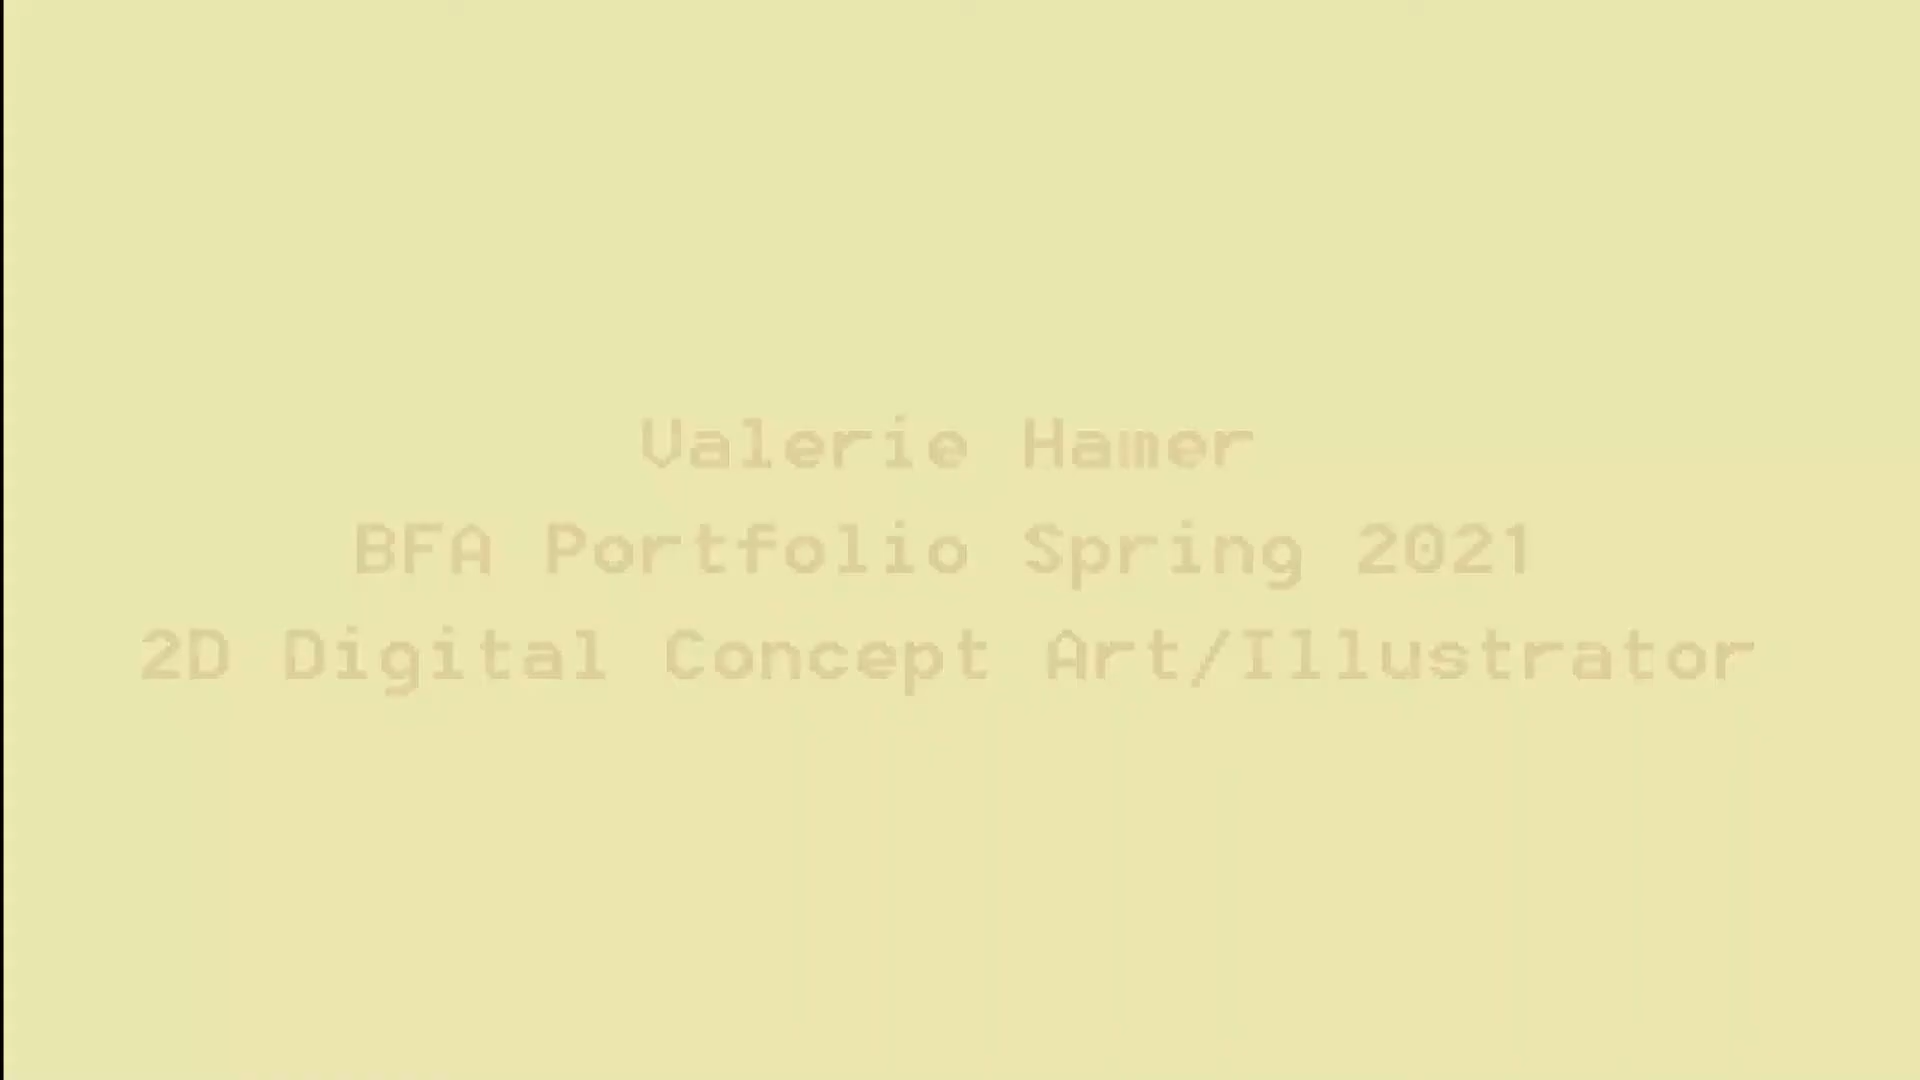 Valerie Hamer
BFA Portfolio Spring 2021
2D Digital Concept Art/Illustrator